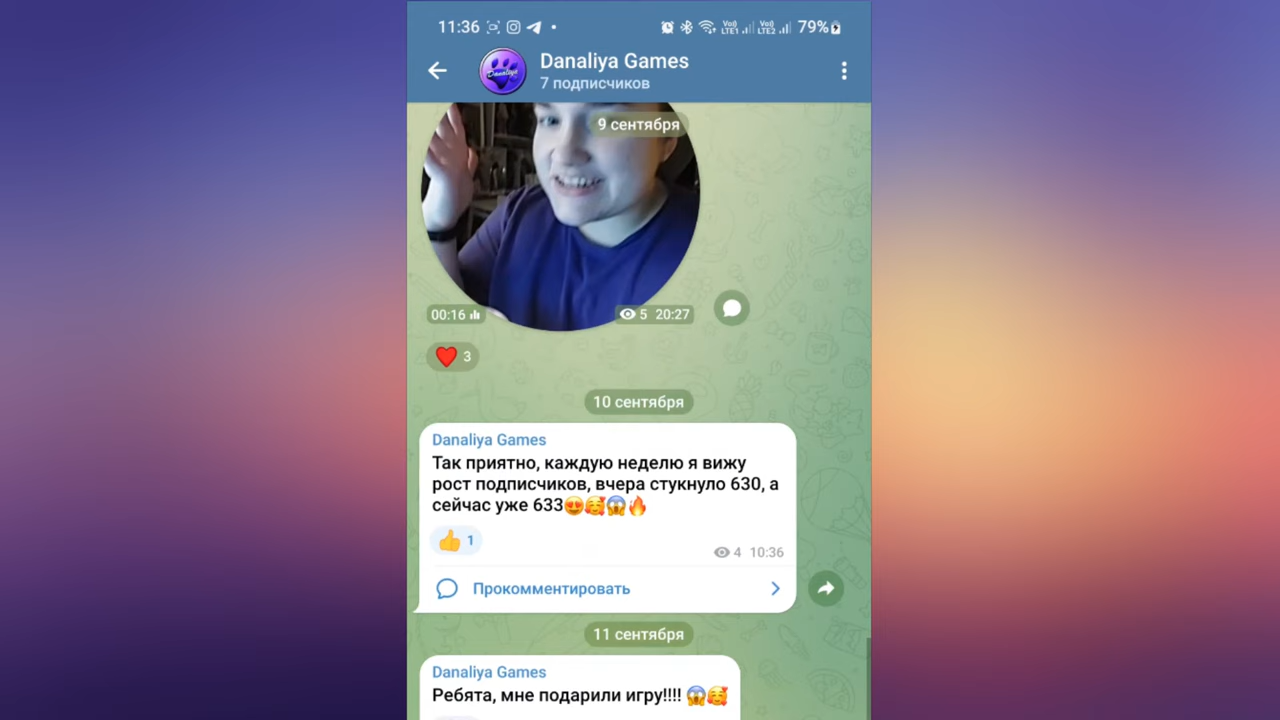 11:36
79%
Danaliya Games
7 подписчиков
9 сентября
00:16
5 20:27
3
10 сентября
Danaliya Games
Так приятно, каждую неделю я вижу
рост подписчиков, вчера стукнуло 630, а
сейчас уже 633😍🥰😱🔥
👍 1
4 10:36
Прокомментировать
11 сентября
Danaliya Games
Ребята, мне подарили игру!!!! 😱🥰